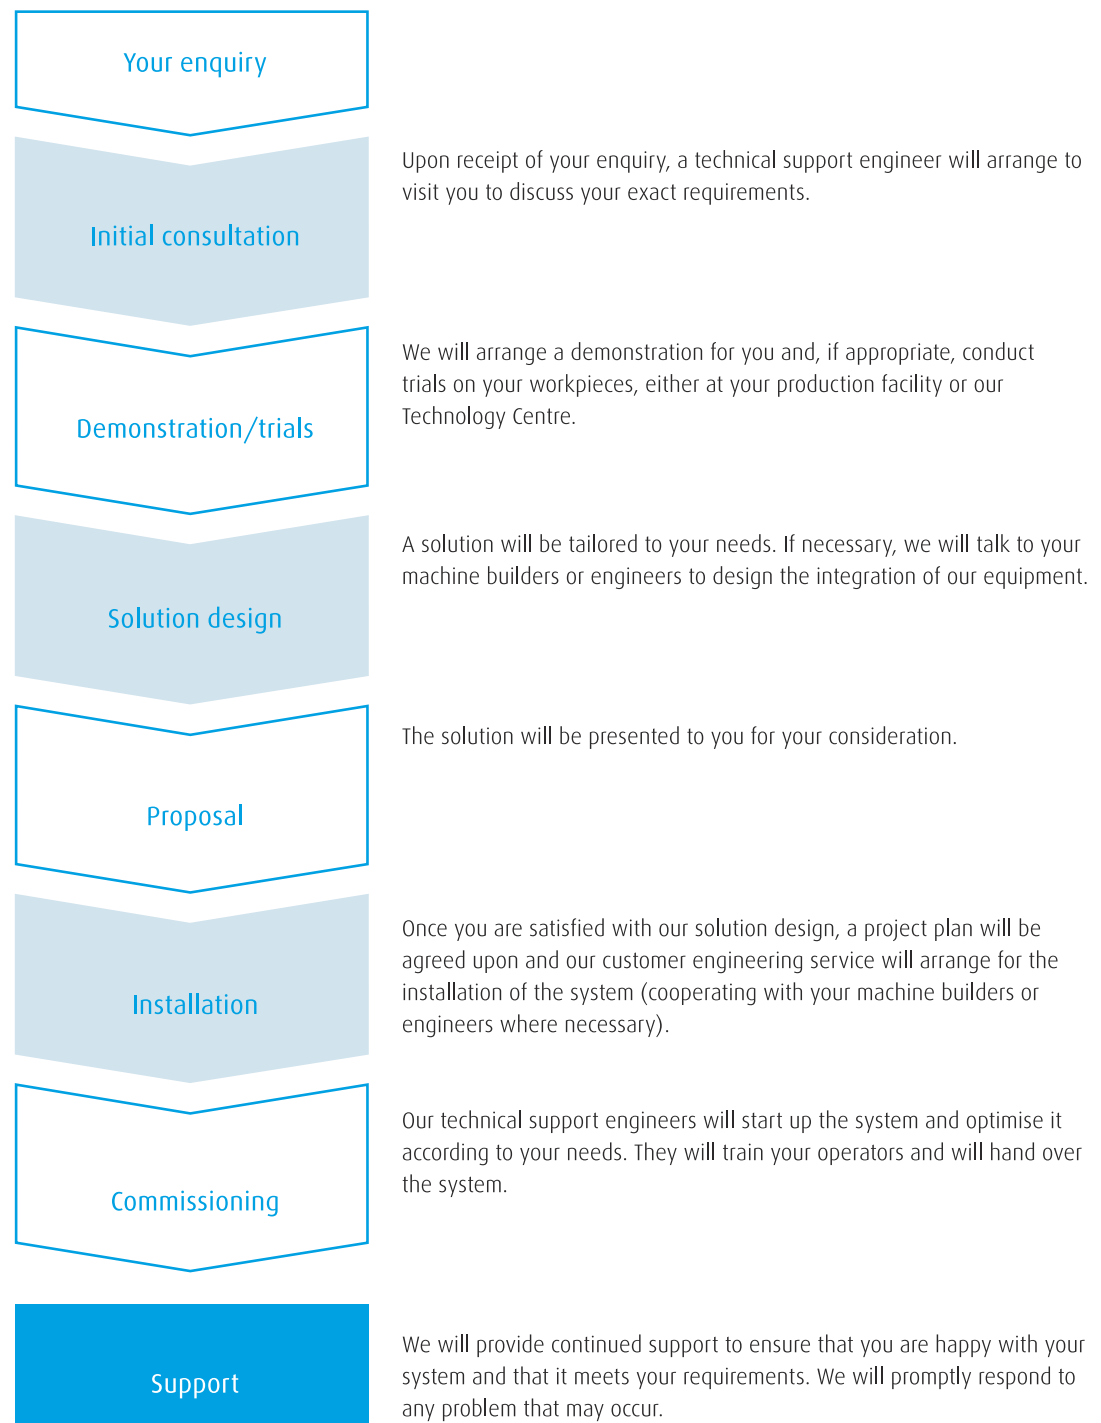 Your enquiry
Initial consultation
Upon receipt of your enquiry, a technical support engineer will arrange to
visit you to discuss your exact requirements.
Demonstration/trials
We will arrange a demonstration for you and, if appropriate, conduct
trials on your workpieces, either at your production facility or our
Technology Centre.
Solution design
A solution will be tailored to your needs. If necessary, we will talk to your
machine builders or engineers to design the integration of our equipment.
Proposal
The solution will be presented to you for your consideration.
Installation
Once you are satisfied with our solution design, a project plan will be
agreed upon and our customer engineering service will arrange for the
installation of the system (cooperating with your machine builders or
engineers where necessary).
Commissioning
Our technical support engineers will start up the system and optimise it
according to your needs. They will train your operators and will hand over
the system.
Support
We will provide continued support to ensure that you are happy with your
system and that it meets your requirements. We will promptly respond to
any problem that may occur.